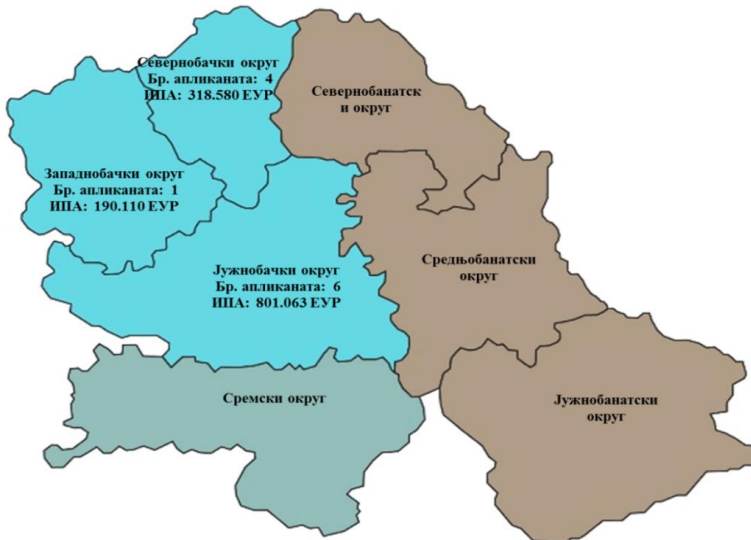 Севернобачки округ
Бр. апликаната: 4
ИПА: 318.580 ЕУР
Севернобанатск
и округ
Западнобачки округ
Бр. апликаната: 1
ИПА: 190.110 ЕУР
Јужнобачки округ
Бр. апликаната: 6
ИПА: 801.063 ЕУР
Средњобанатски
округ
Сремски округ
Јужнобанатски
округ